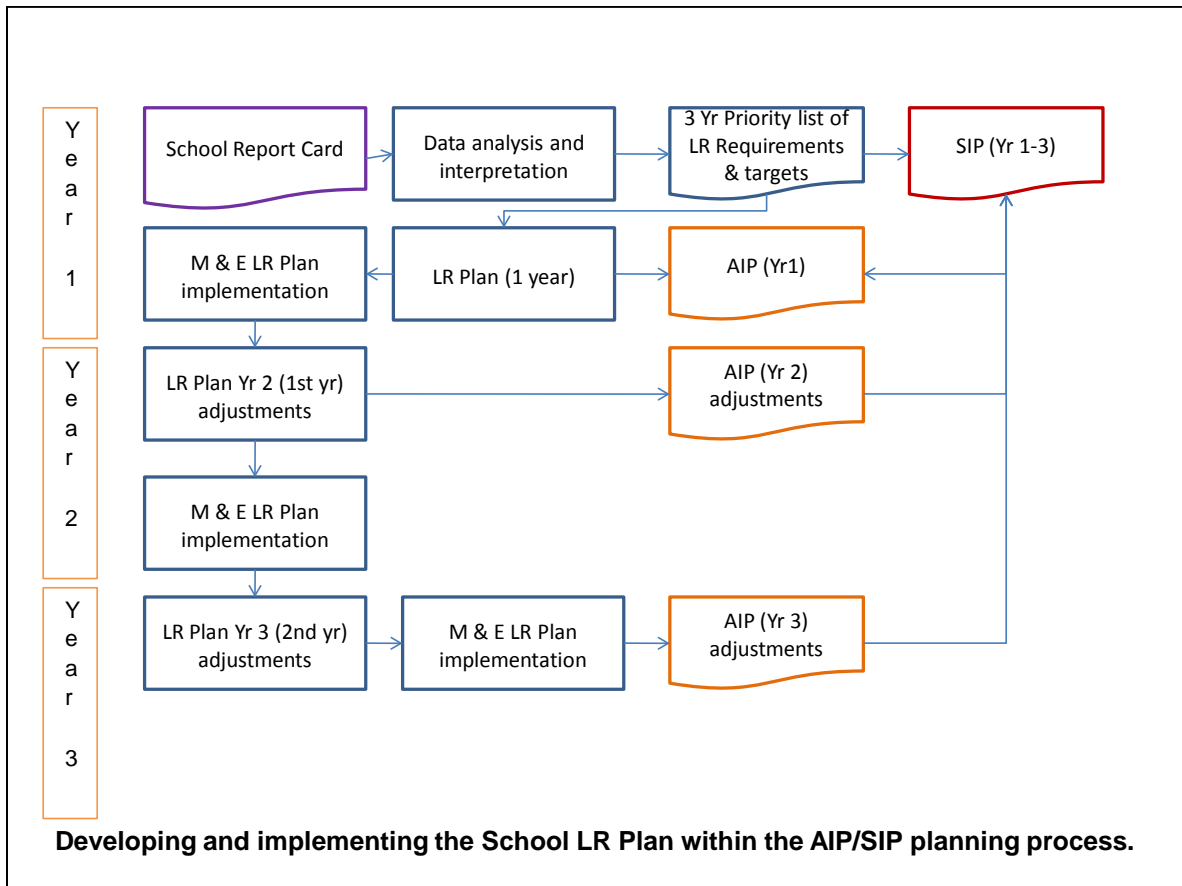 Year 1
School Report Card
Data analysis and
interpretation
3 Yr Priority list of
LR Requirements
& targets
SIP (Yr 1-3)
M & E LR Plan
implementation
LR Plan (1 year)
AIP (Yr1)
Year 2
LR Plan Yr 2 (1st yr)
adjustments
AIP (Yr 2)
adjustments
M & E LR Plan
implementation
Year 3
LR Plan Yr 3 (2nd yr)
adjustments
M & E LR Plan
implementation
AIP (Yr 3)
adjustments
Developing and implementing the School LR Plan within the AIP/SIP planning process.